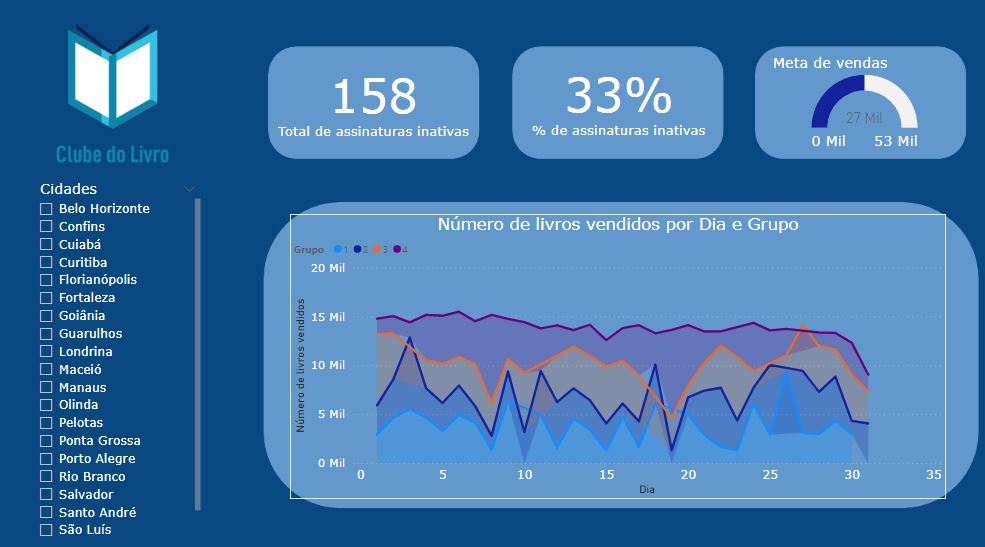 Clube do Livro
Cidades
Belo Horizonte
Confins
Cuiabá
Curitiba
Florianópolis
Fortaleza
Goiânia
Guarulhos
Londrina
Maceió
Manaus
Olinda
Pelotas
Ponta Grossa
Porto Alegre
Rio Branco
Salvador
Santo André
São Luís
158
Total de assinaturas inativas
33%
% de assinaturas inativas
Meta de vendas
27 Mil
0 Mil 53 Mil
Número de livros vendidos por Dia e Grupo
Grupo 1 2 3 4
Número de livros vendidos
20 Mil
15 Mil
10 Mil
5 Mil
0 Mil
0 5 10 15 20 25 30 35
Dia